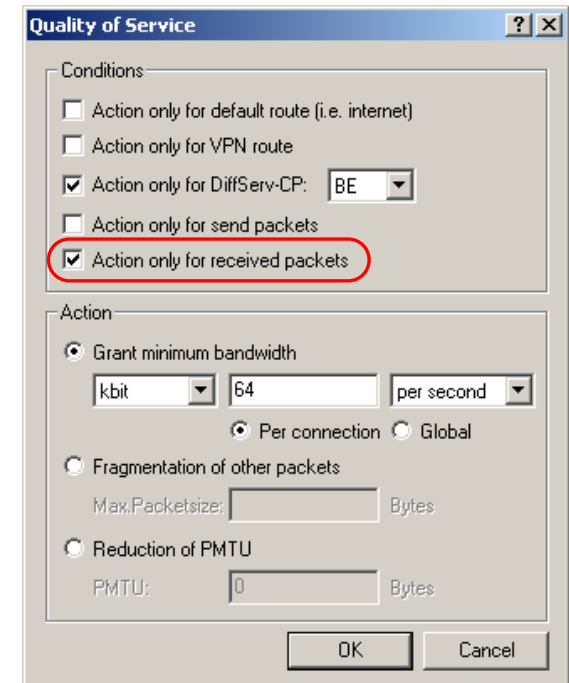 Quality of Service
Conditions
Action only for default route (i.e. internet)
Action only for VPN route
Action only for DiffServ-CP: BE
Action only for send packets
Action only for received packets
Action
Grant minimum bandwidth
kbit 64 per second
Per connection Global
Fragmentation of other packets
Max.Packetsize: Bytes
Reduction of PMTU
PMTU: 0 Bytes
OK Cancel